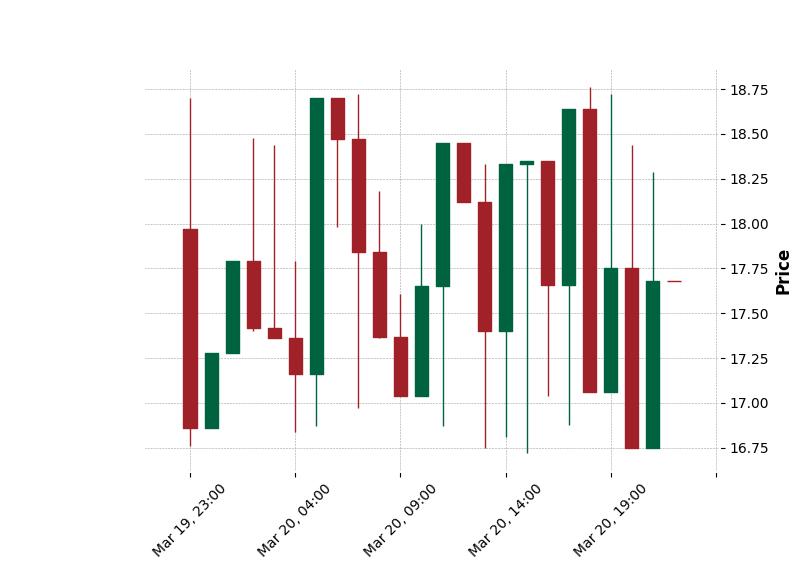 18.75
18.50
18.25
18.00
17.75
17.50
17.25
17.00
16.75
Price
Mar 19, 23:00
Mar 20, 04:00
Mar 20, 09:00
Mar 20, 14:00
Mar 20, 19:00